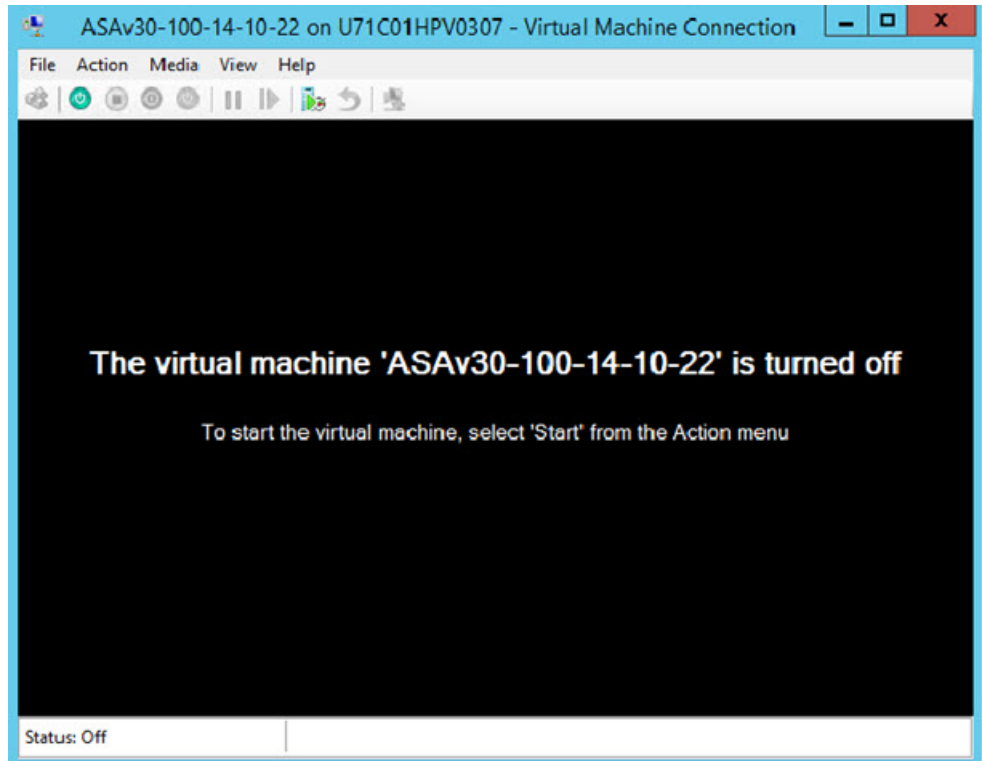 ASAv30-100-14-10-22 on U71C01HPV0307 - Virtual Machine Connection
File Action Media View Help
The virtual machine 'ASAv30-100-14-10-22' is turned off
To start the virtual machine, select 'Start' from the Action menu
Status: Off